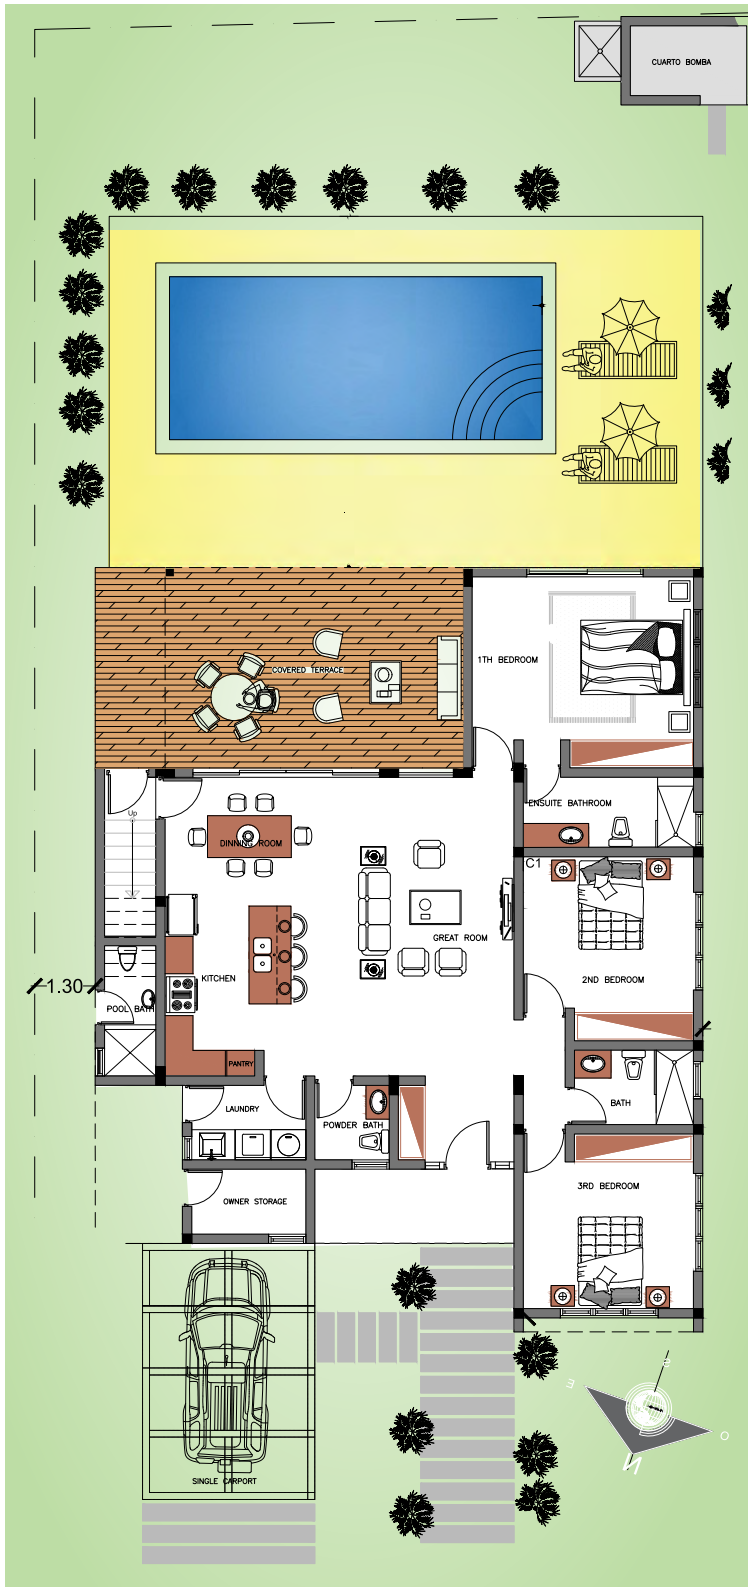 CUARTO BOMBA
1TH BEDROOM
COVERED TERRACE
ENSUITE BATHROOM
Up
DINNING ROOM
C1
GREAT ROOM
2ND BEDROOM
KITCHEN
1.30
POOL BATH
PANTRY
BATH
LAUNDRY
POWDER BATH
3RD BEDROOM
OWNER STORAGE
S
E
O
N
SINGLE CARPORT